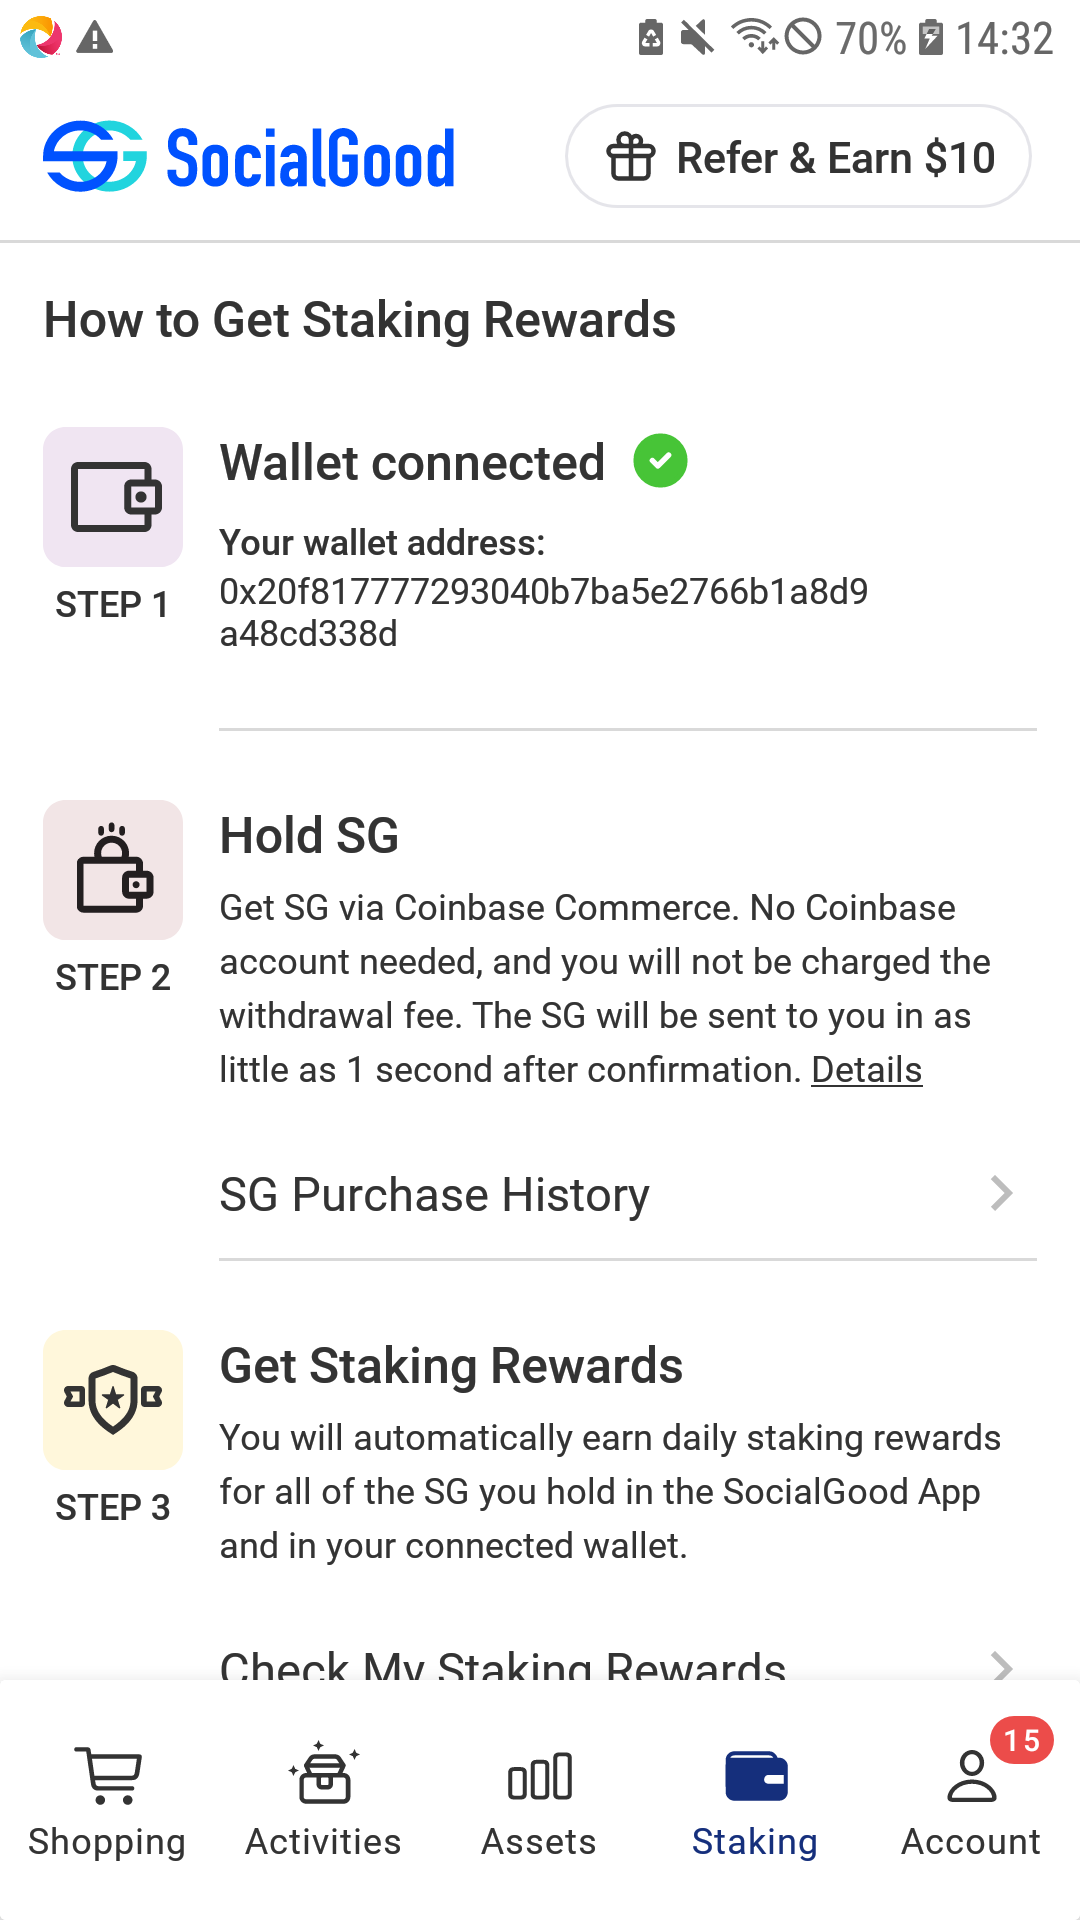 70% 14:32
SG SocialGood
Refer & Earn $10
How to Get Staking Rewards
Wallet connected
Your wallet address:
0x20f817777293040b7ba5e2766b1a8d9
a48cd338d
STEP 1
Hold SG
Get SG via Coinbase Commerce. No Coinbase
account needed, and you will not be charged the
withdrawal fee. The SG will be sent to you in as
little as 1 second after confirmation. Details
STEP 2
SG Purchase History
Get Staking Rewards
You will automatically earn daily staking rewards
for all of the SG you hold in the SocialGood App
and in your connected wallet.
STEP 3
Check My Staking Rewards
15
Shopping
Activities
Assets
Staking
Account